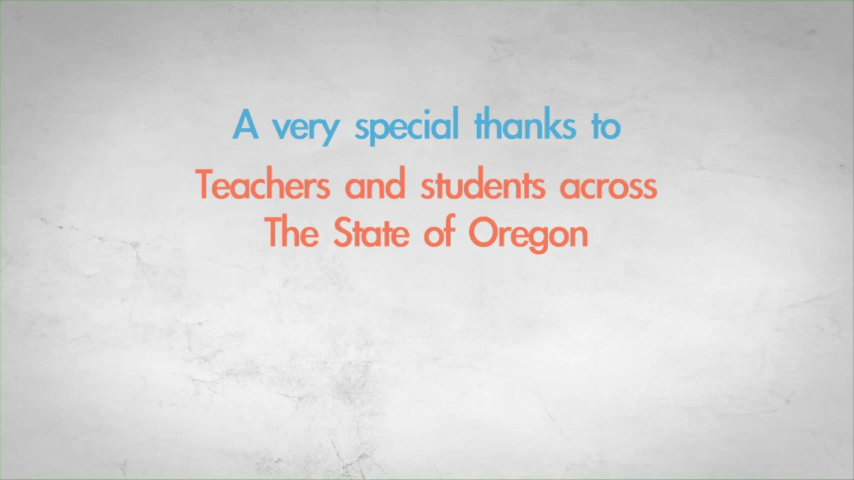 A very special thanks to
Teachers and students across
The State of Oregon